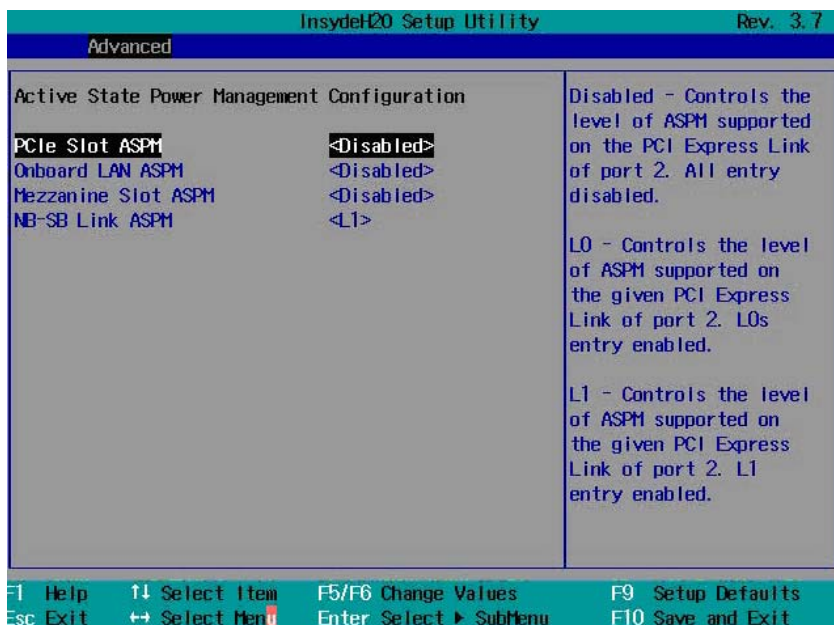 InsydeH2O Setup Utility Rev. 3.7
Advanced
Active State Power Management Configuration
PCIe Slot ASPM <Disabled>
Onboard LAN ASPM <Disabled>
Mezzanine Slot ASPM <Disabled>
NB-SB Link ASPM <L1>
Disabled - Controls the
level of ASPM supported
on the PCI Express Link
of port 2. All entry
disabled.
L0 - Controls the level
of ASPM supported on
the given PCI Express
Link of port 2. L0s
entry enabled.
L1 - Controls the level
of ASPM supported on
the given PCI Express
Link of port 2. L1
entry enabled.
F1 Help ↑↓ Select Item F5/F6 Change Values F9 Setup Defaults
Esc Exit ↔ Select Menu Enter Select ▶ SubMenu F10 Save and Exit